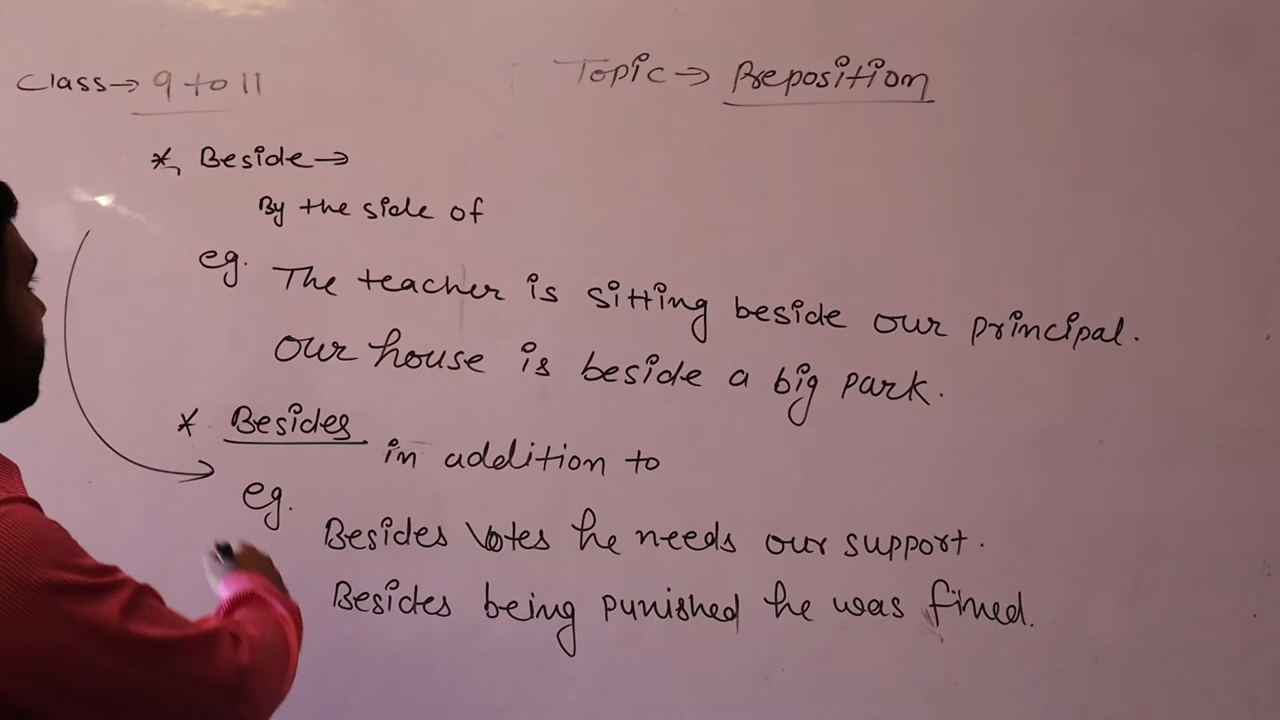 Class→ 9 to 11
Topic→ Preposition
* Beside→
By the side of
eg. The teacher is sitting beside our principal.
our house is beside a big park.
* Besides
in addition to
eg.
Besides votes he needs our support.
Besides being punished he was fined.